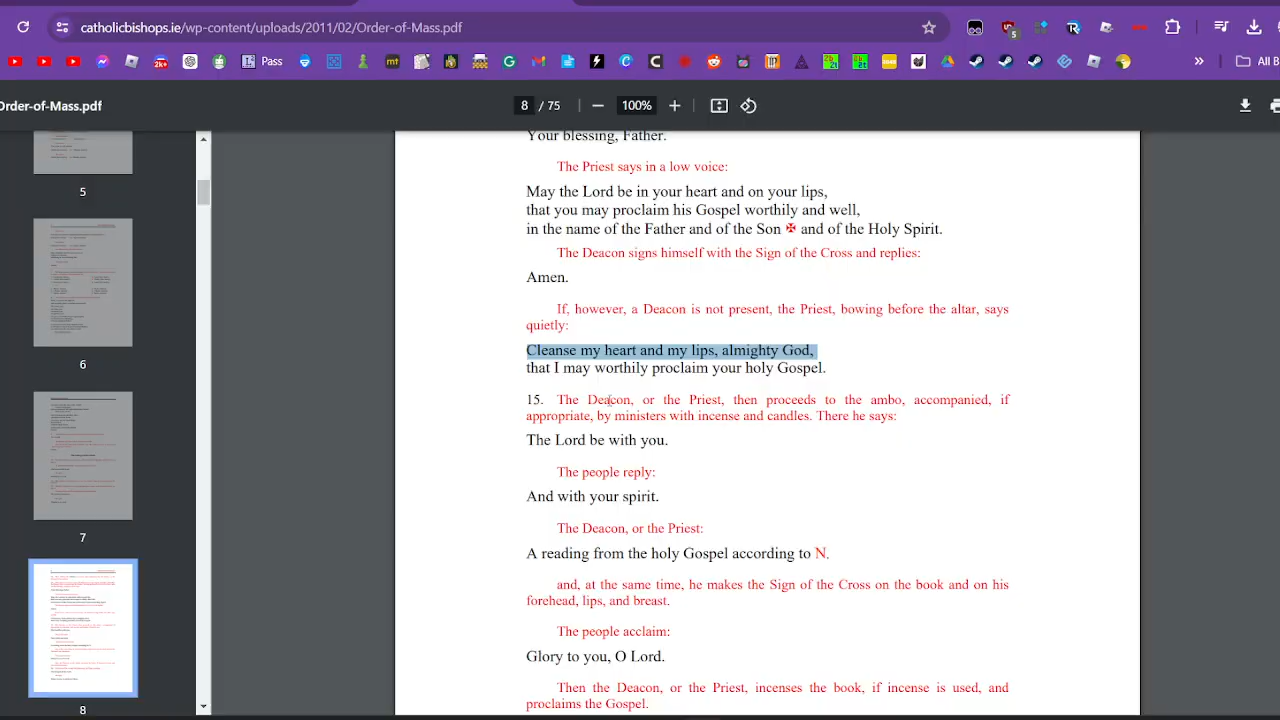 catholicbishops.ie/wp-content/uploads/2011/02/Order-of-Mass.pdf
5
Pass
All B
Order-of-Mass.pdf
8 / 75
100%
5
6
7
8
Your blessing, Father.
The Priest says in a low voice:
May the Lord be in your heart and on your lips,
that you may proclaim his Gospel worthily and well,
in the name of the Father and of the Son ✠ and of the Holy Spirit.
The Deacon signs himself with the Sign of the Cross and replies:
Amen.
If, however, a Deacon is not present, the Priest, bowing before the altar, says
quietly:
Cleanse my heart and my lips, almighty God,
that I may worthily proclaim your holy Gospel.
15. The Deacon, or the Priest, then proceeds to the ambo, accompanied, if
appropriate, by ministers with incense and candles. There he says:
The Lord be with you.
The people reply:
And with your spirit.
The Deacon, or the Priest:
A reading from the holy Gospel according to N.
and, at the same time, he makes the Sign of the Cross on the book and on his
forehead, lips, and breast.
The people acclaim:
Glory to you, O Lord.
Then the Deacon, or the Priest, incenses the book, if incense is used, and
proclaims the Gospel.